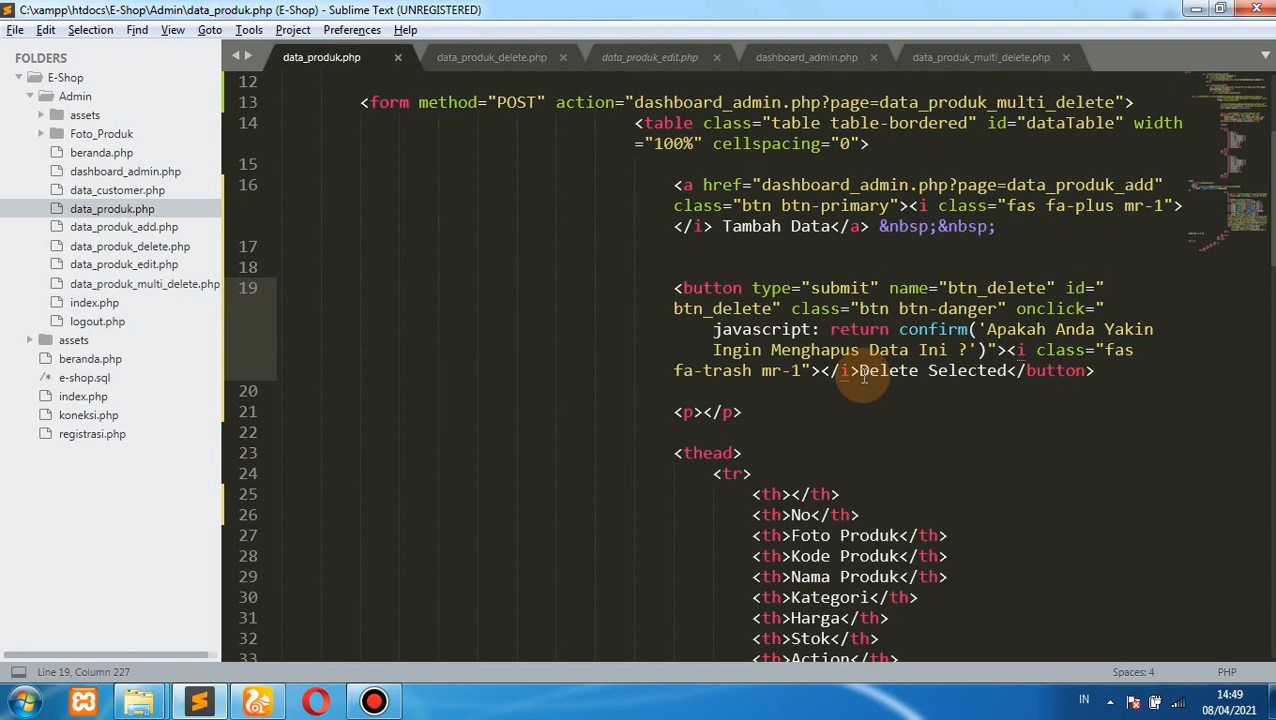 C:\xampp\htdocs\E-Shop\Admin\data_produk.php (E-Shop) - Sublime Text (UNREGISTERED)
File Edit Selection Find View Goto Tools Project Preferences Help
FOLDERS
E-Shop
Admin
assets
Foto_Produk
beranda.php
dashboard_admin.php
data_customer.php
data_produk.php
data_produk_add.php
data_produk_delete.php
data_produk_edit.php
data_produk_multi_delete.php
index.php
logout.php
assets
beranda.php
e-shop.sql
index.php
koneksi.php
registrasi.php
data_produk.php data_produk_delete.php data_produk_edit.php dashboard_admin.php data_produk_multi_delete.php
12
13 <form method="POST" action="dashboard_admin.php?page=data_produk_multi_delete">
14 <table class="table table-bordered" id="dataTable" width
="100%" cellspacing="0">
15
16 <a href="dashboard_admin.php?page=data_produk_add"
class="btn btn-primary"><i class="fas fa-plus mr-1">
</i> Tambah Data</a> &nbsp;&nbsp;
17
18
19 <button type="submit" name="btn_delete" id="
btn_delete" class="btn btn-danger" onclick="
javascript: return confirm('Apakah Anda Yakin
Ingin Menghapus Data Ini ?')"><i class="fas
fa-trash mr-1"></i>Delete Selected</button>
20
21 <p></p>
22
23 <thead>
24 <tr>
25 <th></th>
26 <th>No</th>
27 <th>Foto Produk</th>
28 <th>Kode Produk</th>
29 <th>Nama Produk</th>
30 <th>Kategori</th>
31 <th>Harga</th>
32 <th>Stok</th>
33 <th>Action</th>
Line 19, Column 227 Spaces: 4 PHP
IN 14:49
08/04/2021